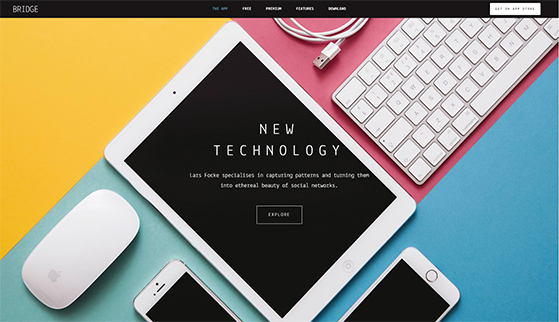 BRIDGE
THE APP FREE PREMIUM FEATURES DOWNLOAD
GET ON APP STORE
NEW
TECHNOLOGY
Lars Focke specialises in capturing patterns and turning them
into ethereal beauty of social networks.
EXPLORE